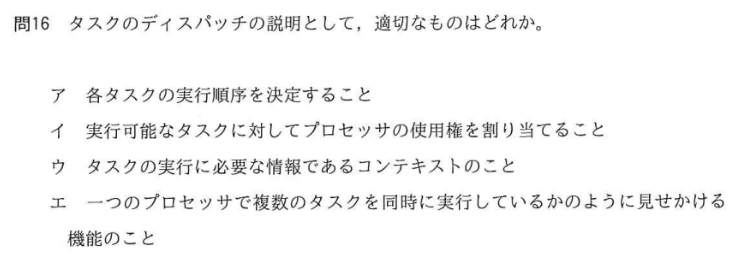 問16　タスクのディスパッチの説明として，適切なものはどれか。
ア　各タスクの実行順序を決定すること
イ　実行可能なタスクに対してプロセッサの使用権を割り当てること
ウ　タスクの実行に必要な情報であるコンテキストのこと
エ　一つのプロセッサで複数のタスクを同時に実行しているかのように見せかける
機能のこと